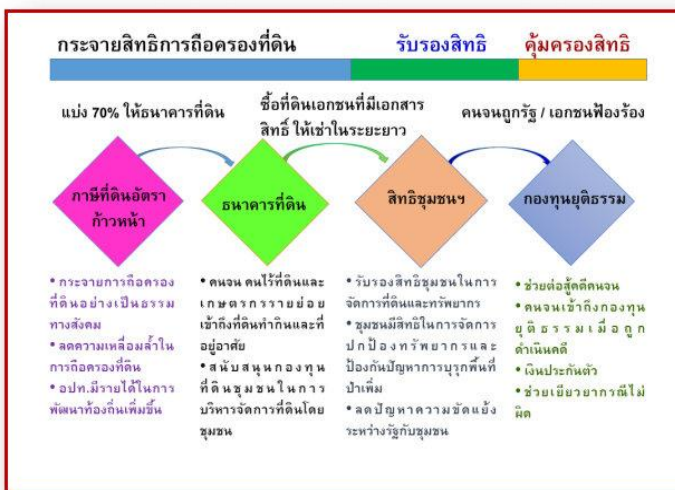 กระจายสิทธิการถือครองที่ดิน
รับรองสิทธิ
คุ้มครองสิทธิ
แบ่ง 70% ให้ธนาคารที่ดิน
ซื้อที่ดินเอกชนที่มีเอกสาร
สิทธิ์ ให้เช่าในระยะยาว
คนจนถูกรัฐ / เอกชนฟ้องร้อง
ภาษีที่ดินอัตรา
ก้าวหน้า
ธนาคารที่ดิน
สิทธิชุมชนฯ
กองทุนยุติธรรม
• กระจายการถือครอง
ที่ดินอย่างเป็นธรรม
ทางสังคม
• ลดความเหลื่อมล้ำใน
การถือครองที่ดิน
• อปท.มีรายได้ในการ
พัฒนาท้องถิ่นเพิ่มขึ้น
• คนจน คนไร้ที่ดินและ
เกษตรกรรายย่อย
เข้าถึงที่ดินทำกินและที่
อยู่อาศัย
• สนับสนุนกองทุน
ที่ดินชุมชนในการ
บริหารจัดการที่ดินโดย
ชุมชน
• รับรองสิทธิชุมชนในการ
จัดการที่ดินและทรัพยากร
• ชุมชนมีสิทธิในการจัดการ
ปกป้องทรัพยากรและ
ป้องกันปัญหาการบุรุกพื้นที่
ป่าเพิ่ม
• ลดปัญหาความขัดแย้ง
ระหว่างรัฐกับชุมชน
• ช่วยต่อสู้คดีคนจน
• คนจนเข้าถึงกองทุน
ยุติธรรมเมื่อถูก
ดำเนินคดี
• เงินประกันตัว
• ช่วยเยียวยากรณีไม่
ผิด